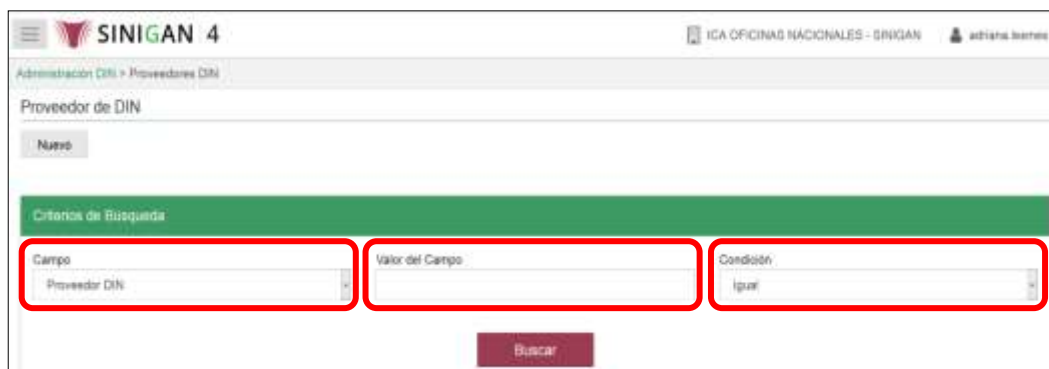 SINIGAN 4
ICA OFICINAS NACIONALES - SINIGAN
Administración DIN > Proveedores DIN
Proveedor de DIN
Nuevo
Criterios de Búsqueda
Campo Valor del Campo Condición
Proveedor DIN Igual
Buscar